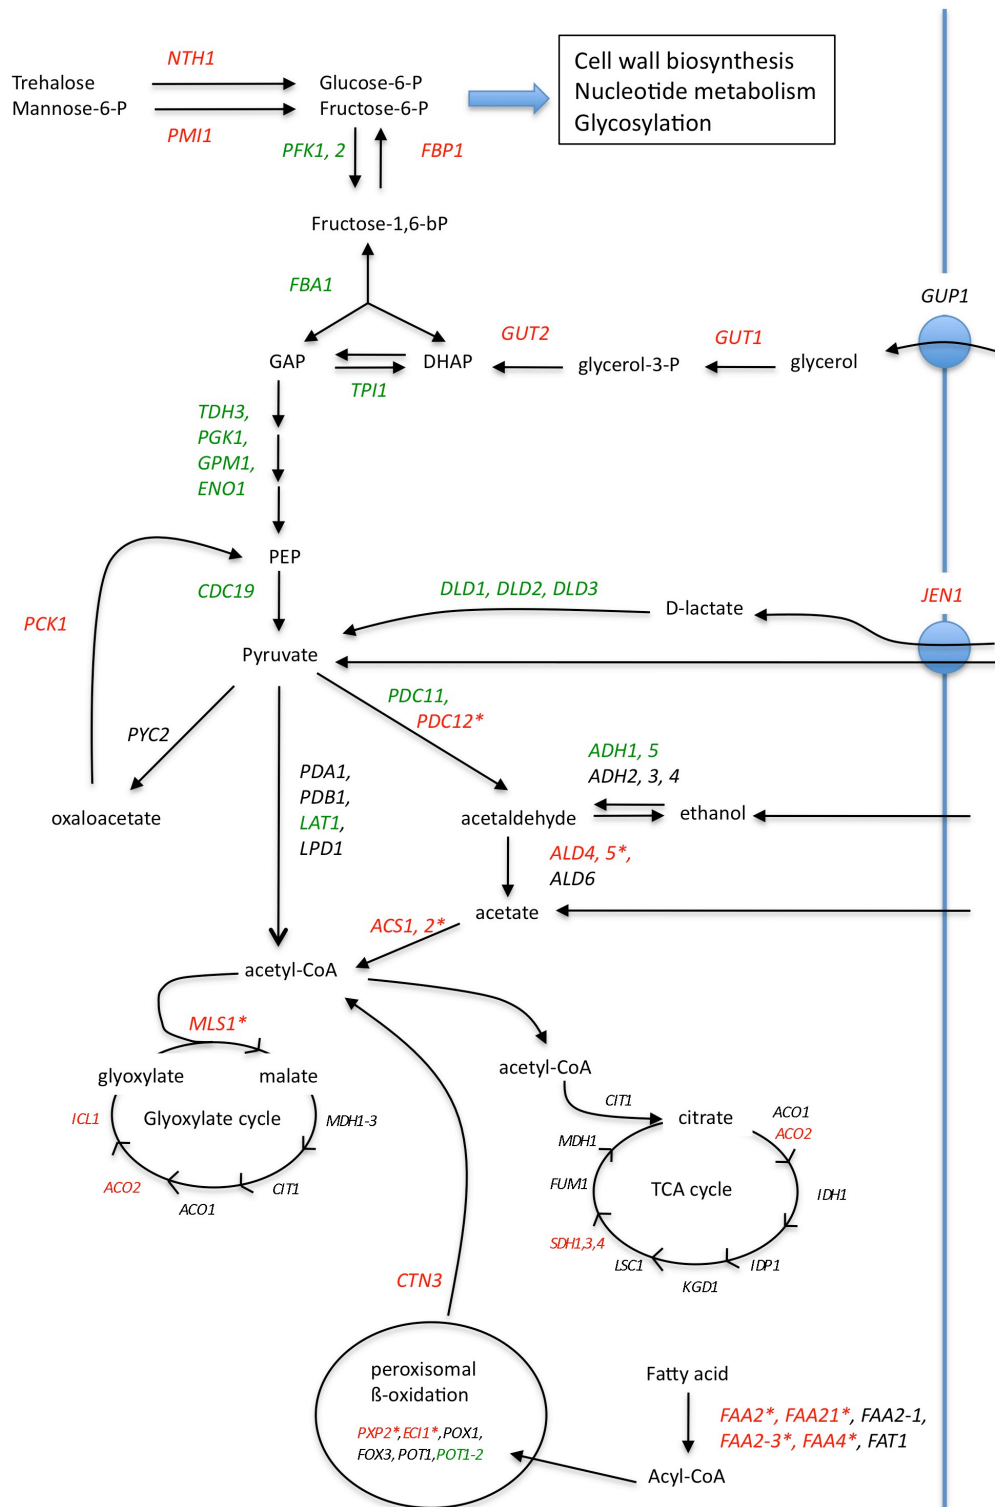 NTH1
Trehalose
Mannose-6-P
PMI1
Glucose-6-P
Fructose-6-P
Cell wall biosynthesis
Nucleotide metabolism
Glycosylation
PFK1, 2
FBP1
Fructose-1,6-bP
FBA1
GUP1
GAP
DHAP
TPI1
GUT2
glycerol-3-P
GUT1
glycerol
TDH3,
PGK1,
GPM1,
ENO1
PEP
CDC19
PCK1
DLD1, DLD2, DLD3
D-lactate
JEN1
Pyruvate
PDC11,
PDC12*
PYC2
oxaloacetate
PDA1,
PDB1,
LAT1,
LPD1
ADH1, 5
ADH2, 3, 4
acetaldehyde
ethanol
ALD4, 5*,
ALD6
acetate
ACS1, 2*
acetyl-CoA
MLS1*
glyoxylate
malate
ICL1
Glyoxylate cycle
MDH1-3
ACO2
ACO1
CIT1
acetyl-CoA
CIT1
citrate
ACO1
ACO2
MDH1
FUM1
TCA cycle
IDH1
SDH1,3,4
LSC1
KGD1
IDP1
CTN3
peroxisomal
ß-oxidation
PXP2*,ECI1*,POX1,
FOX3, POT1,POT1-2
Fatty acid
FAA2*, FAA21*, FAA2-1,
FAA2-3*, FAA4*, FAT1
Acyl-CoA